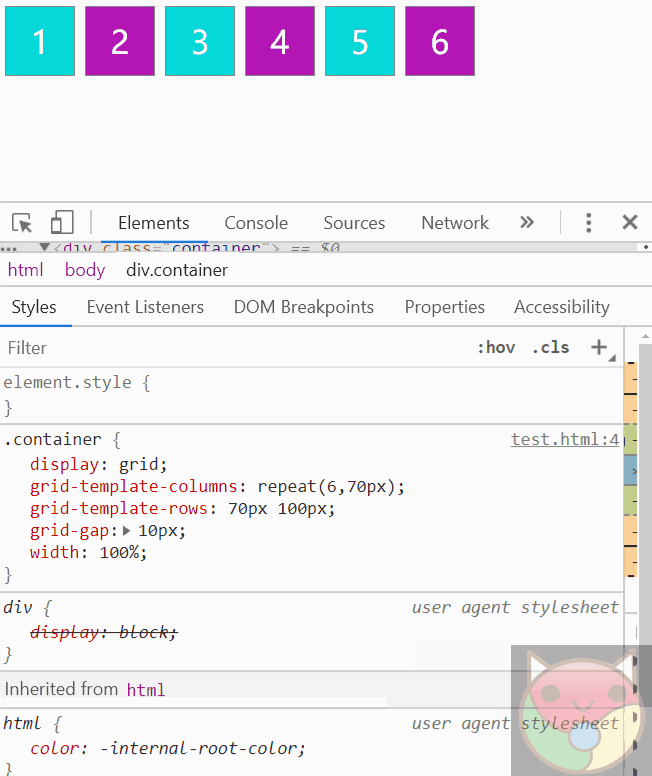 1 2 3 4 5 6
Elements Console Sources Network »
… ▼<div class="container"> == $0
html body div.container
Styles Event Listeners DOM Breakpoints Properties Accessibility
Filter :hov .cls +
element.style {
}
.container { test.html:4
display: grid;
grid-template-columns: repeat(6,70px);
grid-template-rows: 70px 100px;
grid-gap:▶ 10px;
width: 100%;
}
div { user agent stylesheet
display: block;
}
Inherited from html
html { user agent stylesheet
color: -internal-root-color;
}